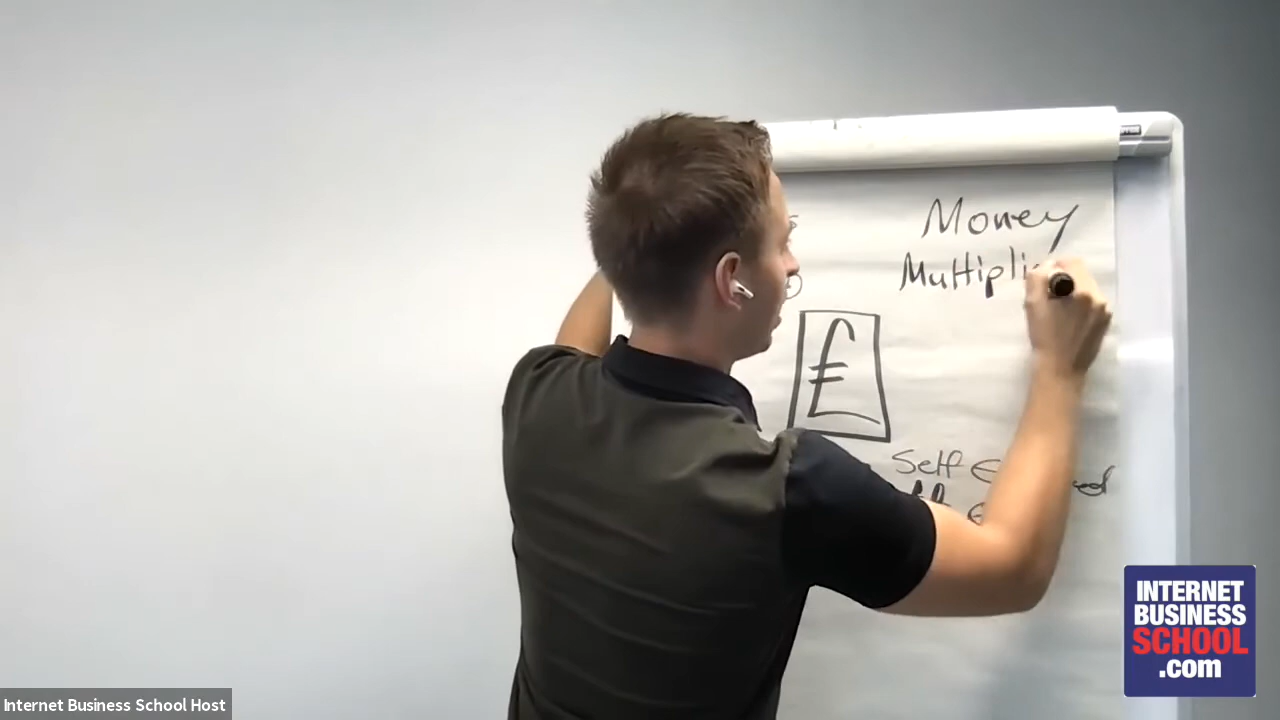 Money
Multipli
£
Self
INTERNET
BUSINESS
SCHOOL
.com
Internet Business School Host